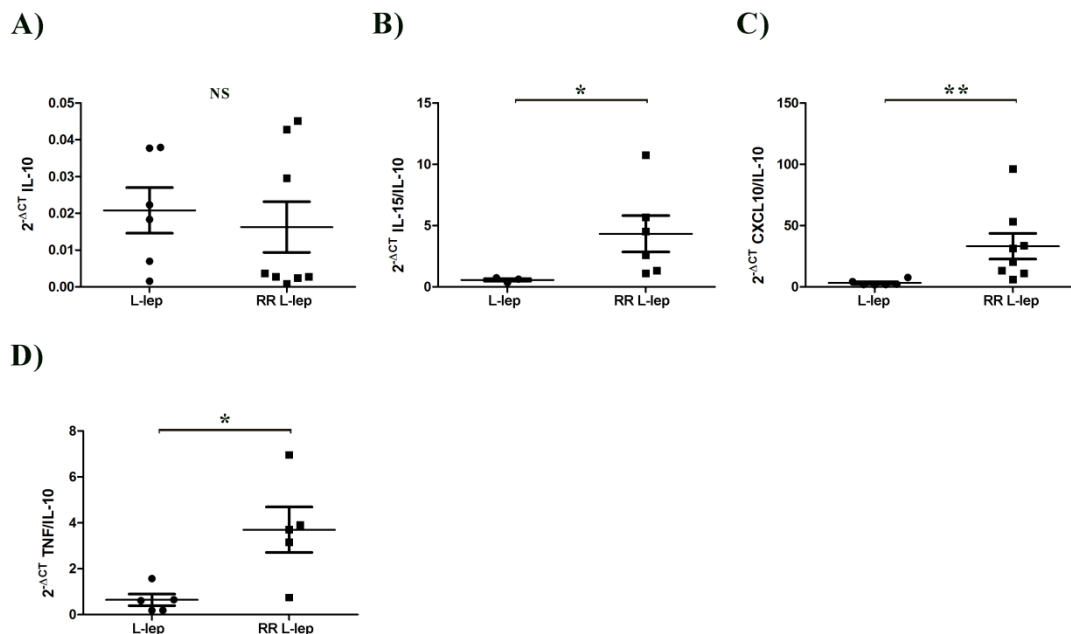 A)
NS
2^-ΔCT IL-10
0.05
0.04
0.03
0.02
0.01
0.00
L-lep RR L-lep
B)
*
2^-ΔCT IL-15/IL-10
15
10
5
0
L-lep RR L-lep
C)
**
2^-ΔCT CXCL10/IL-10
150
100
50
0
L-lep RR L-lep
D)
*
2^-ΔCT TNF/IL-10
8
6
4
2
0
L-lep RR L-lep